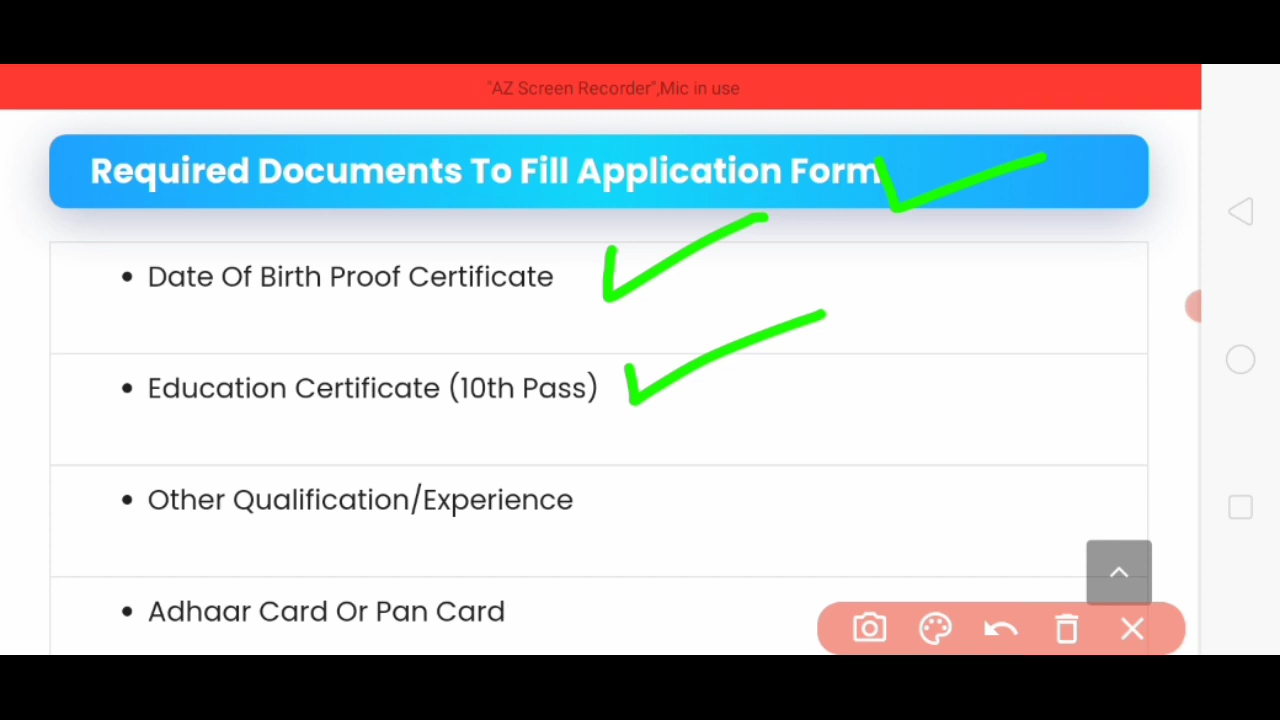 "AZ Screen Recorder",Mic in use
Required Documents To Fill Application Form
• Date Of Birth Proof Certificate
• Education Certificate (10th Pass)
• Other Qualification/Experience
• Adhaar Card Or Pan Card